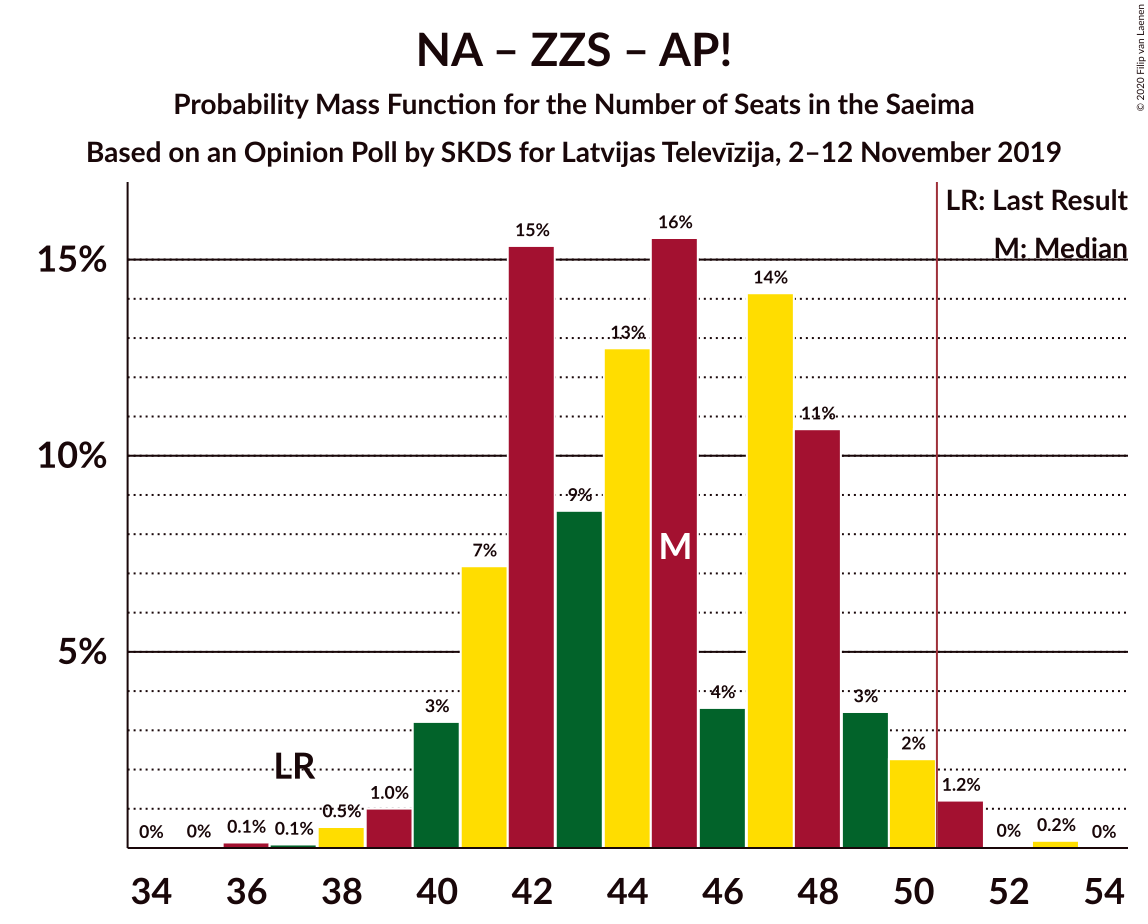 NA – ZZS – AP!
Probability Mass Function for the Number of Seats in the Saeima
Based on an Opinion Poll by SKDS for Latvijas Televīzija, 2–12 November 2019
© 2020 Filip van Laenen
LR: Last Result
M: Median
15%
10%
5%
0%
0%
0.1%
0.1%
0.5%
1.0%
3%
7%
15%
9%
13%
16%
4%
14%
11%
3%
2%
1.2%
0%
0.2%
0%
LR
M
34 36 38 40 42 44 46 48 50 52 54